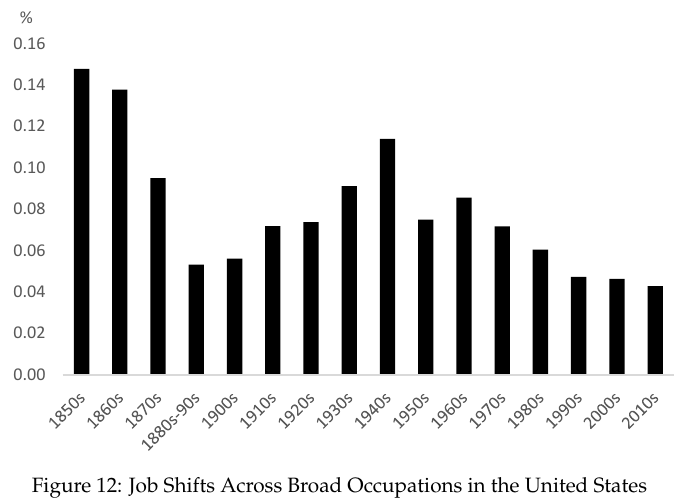 %
0.16
0.14
0.12
0.10
0.08
0.06
0.04
0.02
0.00
1850s
1860s
1870s
1880s-90s
1900s
1910s
1920s
1930s
1940s
1950s
1960s
1970s
1980s
1990s
2000s
2010s
Figure 12: Job Shifts Across Broad Occupations in the United States